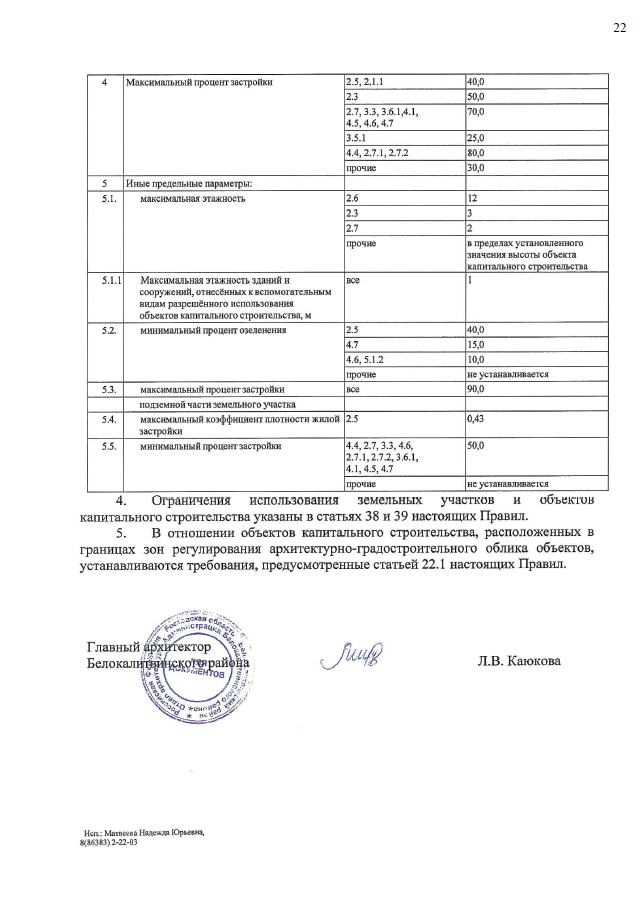 22
4 Максимальный процент застройки 2.5, 2.1.1 40,0
2.3 50,0
2.7, 3.3, 3.6.1,4.1, 70,0
4.5, 4.6, 4.7
3.5.1 25,0
4.4, 2.7.1, 2.7.2 80,0
прочие 30,0
5 Иные предельные параметры:
5.1. максимальная этажность 2.6 12
2.3 3
2.7 2
прочие в пределах установленного
значения высоты объекта
капитального строительства
5.1.1 Максимальная этажность зданий и все 1
сооружений, отнесённых к вспомогательным
видам разрешённого использования
объектов капитального строительства, м
5.2. минимальный процент озеленения 2.5 40,0
4.7 15,0
4.6, 5.1.2 10,0
прочие не устанавливается
5.3. максимальный процент застройки все 90,0
подземной части земельного участка
5.4. максимальный коэффициент плотности жилой 2.5 0,43
застройки
5.5. минимальный процент застройки 4.4, 2.7, 3.3, 4.6, 50,0
2.7.1, 2.7.2, 3.6.1,
4.1, 4.5, 4.7
прочие не устанавливается
4. Ограничения использования земельных участков и объектов
капитального строительства указаны в статьях 38 и 39 настоящих Правил.
5. В отношении объектов капитального строительства, расположенных в
границах зон регулирования архитектурно-градостроительного облика объектов,
устанавливаются требования, предусмотренные статьей 22.1 настоящих Правил.
Главный архитектор
Белокалитвинского района Л.В. Каюкова
ДЛЯ
ДОКУМЕНТОВ
Исп.: Матвеева Надежда Юрьевна,
8(86383) 2-22-03